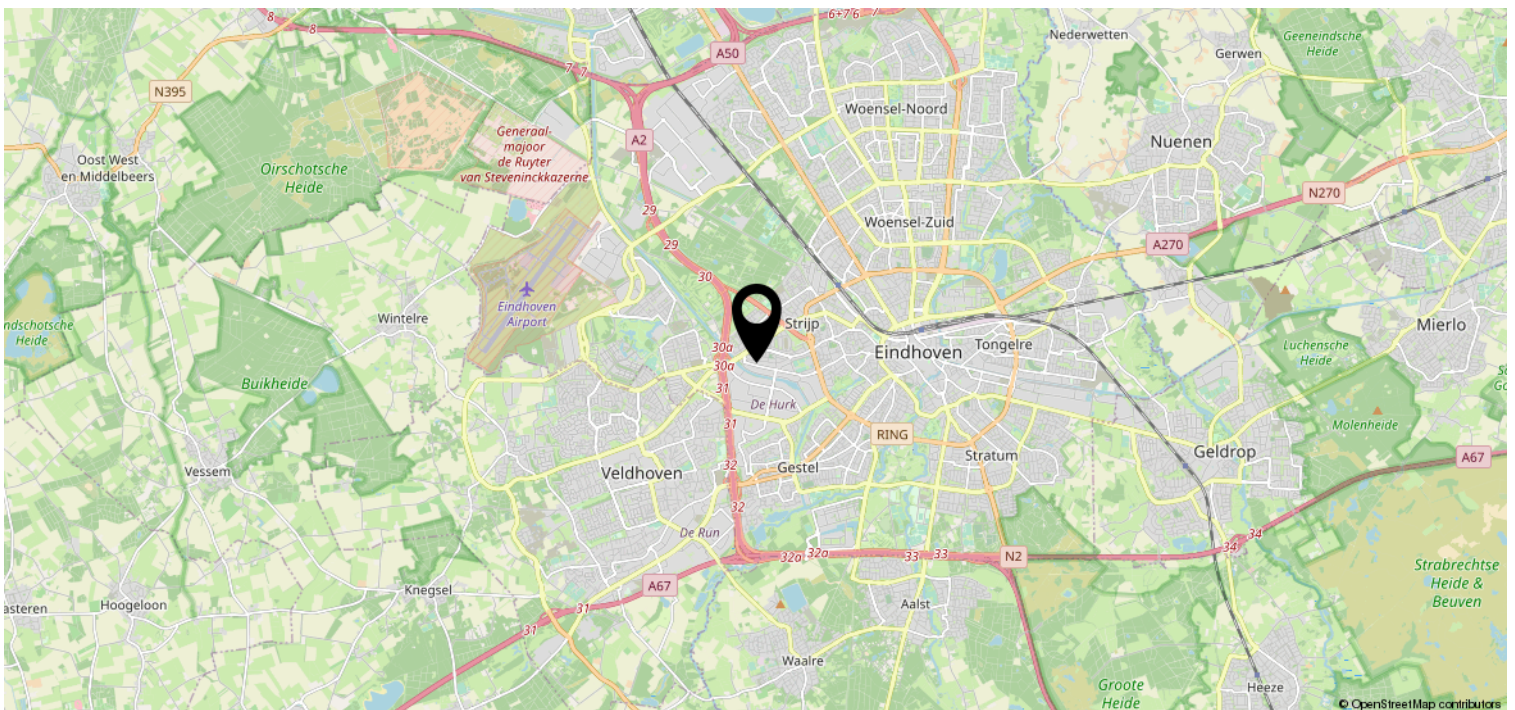 8
8
6+7
6
7
Nederwetten
Geeneindsche
Heide
Gerwen
A50
7
7
N395
Woensel-Noord
Generaal-
majoor
de Ruyter
van Steveninckkazerne
A2
Nuenen
Oost West
en Middelbeers
Oirschotsche
Heide
N270
29
Woensel-Zuid
29
A270
30
Eindhoven
Airport
Wintelre
Strijp
ndschotsche
Heide
Mierlo
30a
Eindhoven
Tongelre
Luchensche
Heide
30a
Buikheide
31
De Hurk
31
RING
Molenheide
Geldrop
Stratum
A67
32
Gestel
Vessem
Veldhoven
32
De Run
34
34
32a
32a
33
33
N2
Strabrechtse
Heide &
Beuven
A67
Knegsel
asteren
Hoogeloon
31
31
Aalst
Waalre
Groote
Heide
Heeze
© OpenStreetMap contributors